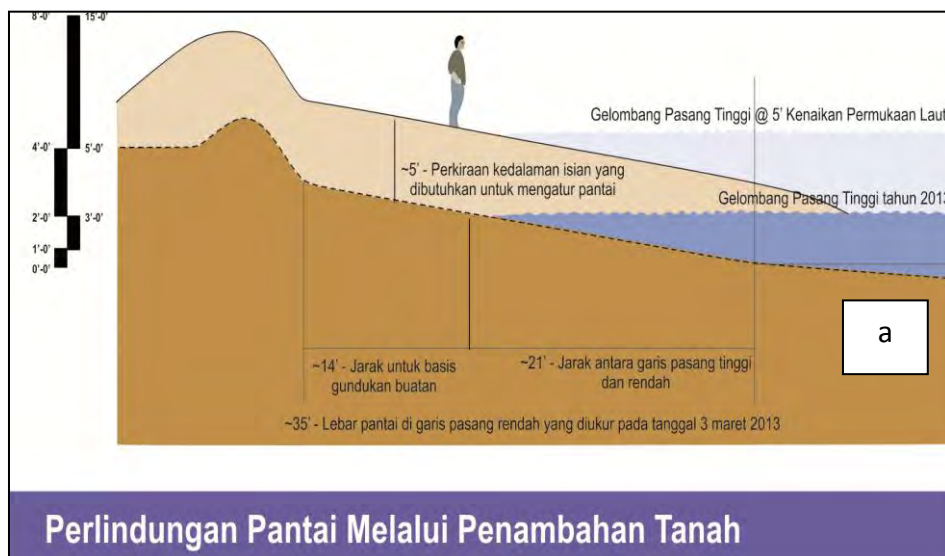 8'-0' 15'-0'
Gelombang Pasang Tinggi @ 5' Kenaikan Permukaan Laut
4'-0' 5'-0'
~5' - Perkiraan kedalaman isian yang
dibutuhkan untuk mengatur pantai
Gelombang Pasang Tinggi tahun 2013
2'-0' 3'-0'
1'-0'
0'-0'
a
~14' - Jarak untuk basis
gundukan buatan
~21' - Jarak antara garis pasang tinggi
dan rendah
~35' - Lebar pantai di garis pasang rendah yang diukur pada tanggal 3 maret 2013
Perlindungan Pantai Melalui Penambahan Tanah